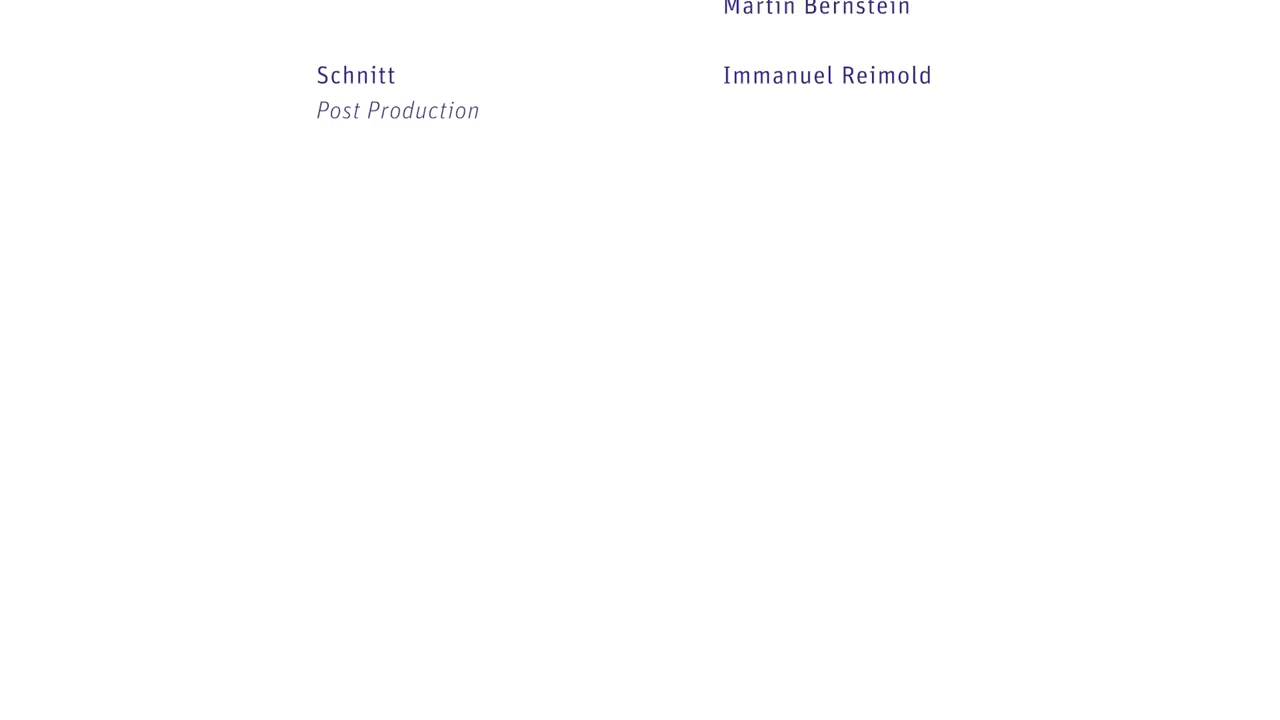 Martin Bernstein
Schnitt
Immanuel Reimold
Post Production